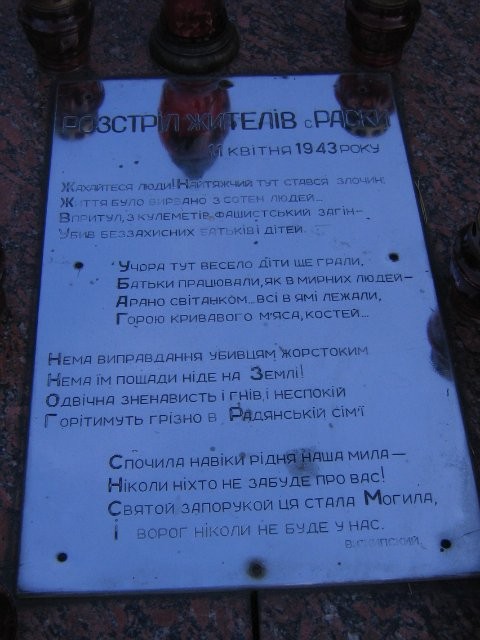 РОЗСТРІЛ ЖИТЕЛІВ с. РАСКИ
11 КВІТНЯ 1943 РОКУ
Жахайтеся люди! Найтяжчий тут стався злочин:
Життя було вирвано з сотем людей...
Впритул, з кулеметів фашистський загін—
Убив беззахисних батьків і дітей.
Учора тут весело діти ще грали,
Батьки працювали, як в мирних людей—
А рано світанком... всі в ямі лежали,
Горою кривавого м'яса, костей...
Нема виправдання убивцям жорстоким
Нема їм пощади ніде на Землі!
Одвічна зненависть і гнів, і неспокій
Горітимуть грізно в Радянській сім'ї
Спочила навіки рідня наша мила—
Ніколи ніхто не забуде про вас!
Святой запорукой ця стала Могила,
І ворог ніколи не буде у нас.